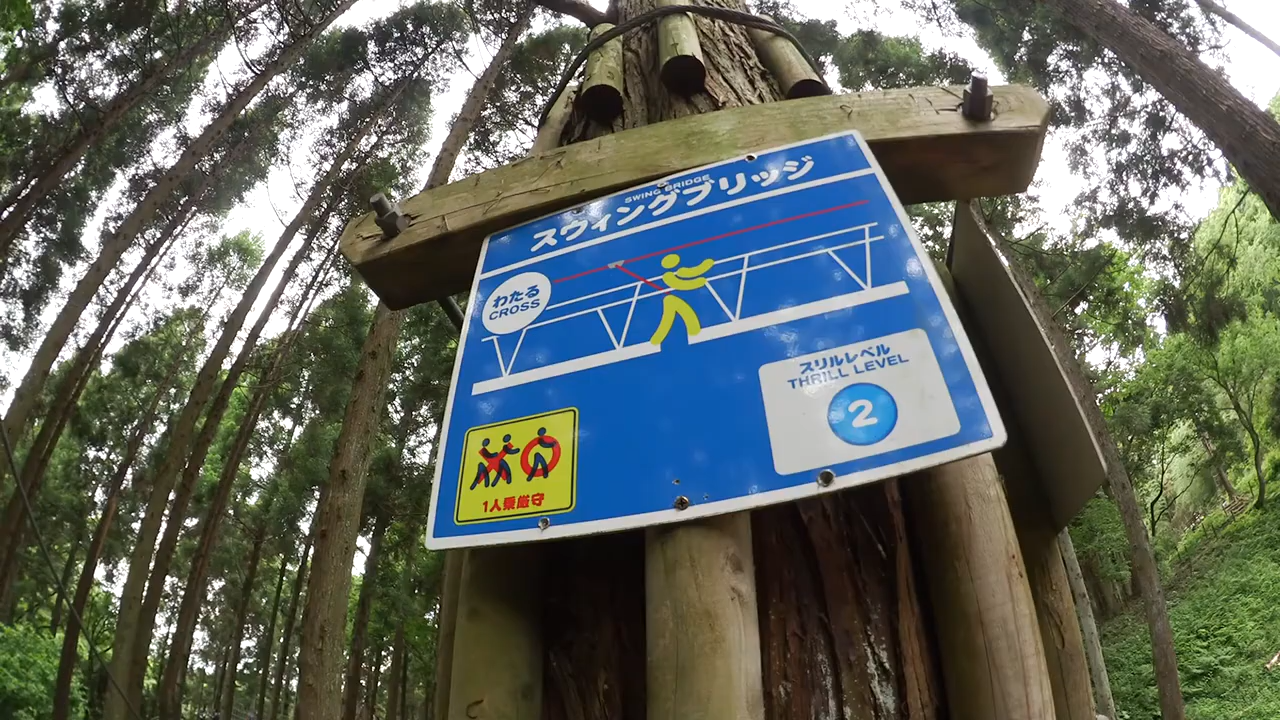 SWING BRIDGE
スウィングブリッジ
わたる
CROSS
スリルレベル
THRILL LEVEL
2
1人乗厳守